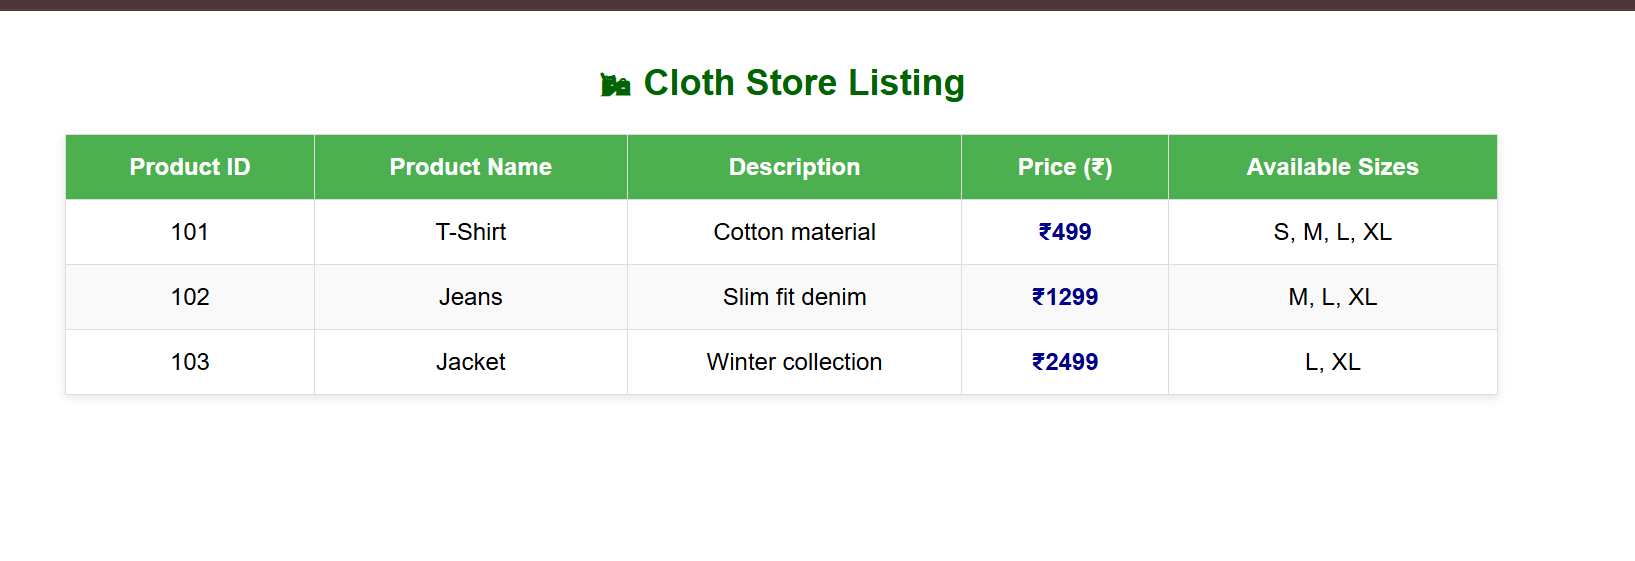 🛍 Cloth Store Listing
Product ID Product Name Description Price (₹) Available Sizes
101 T-Shirt Cotton material ₹499 S, M, L, XL
102 Jeans Slim fit denim ₹1299 M, L, XL
103 Jacket Winter collection ₹2499 L, XL